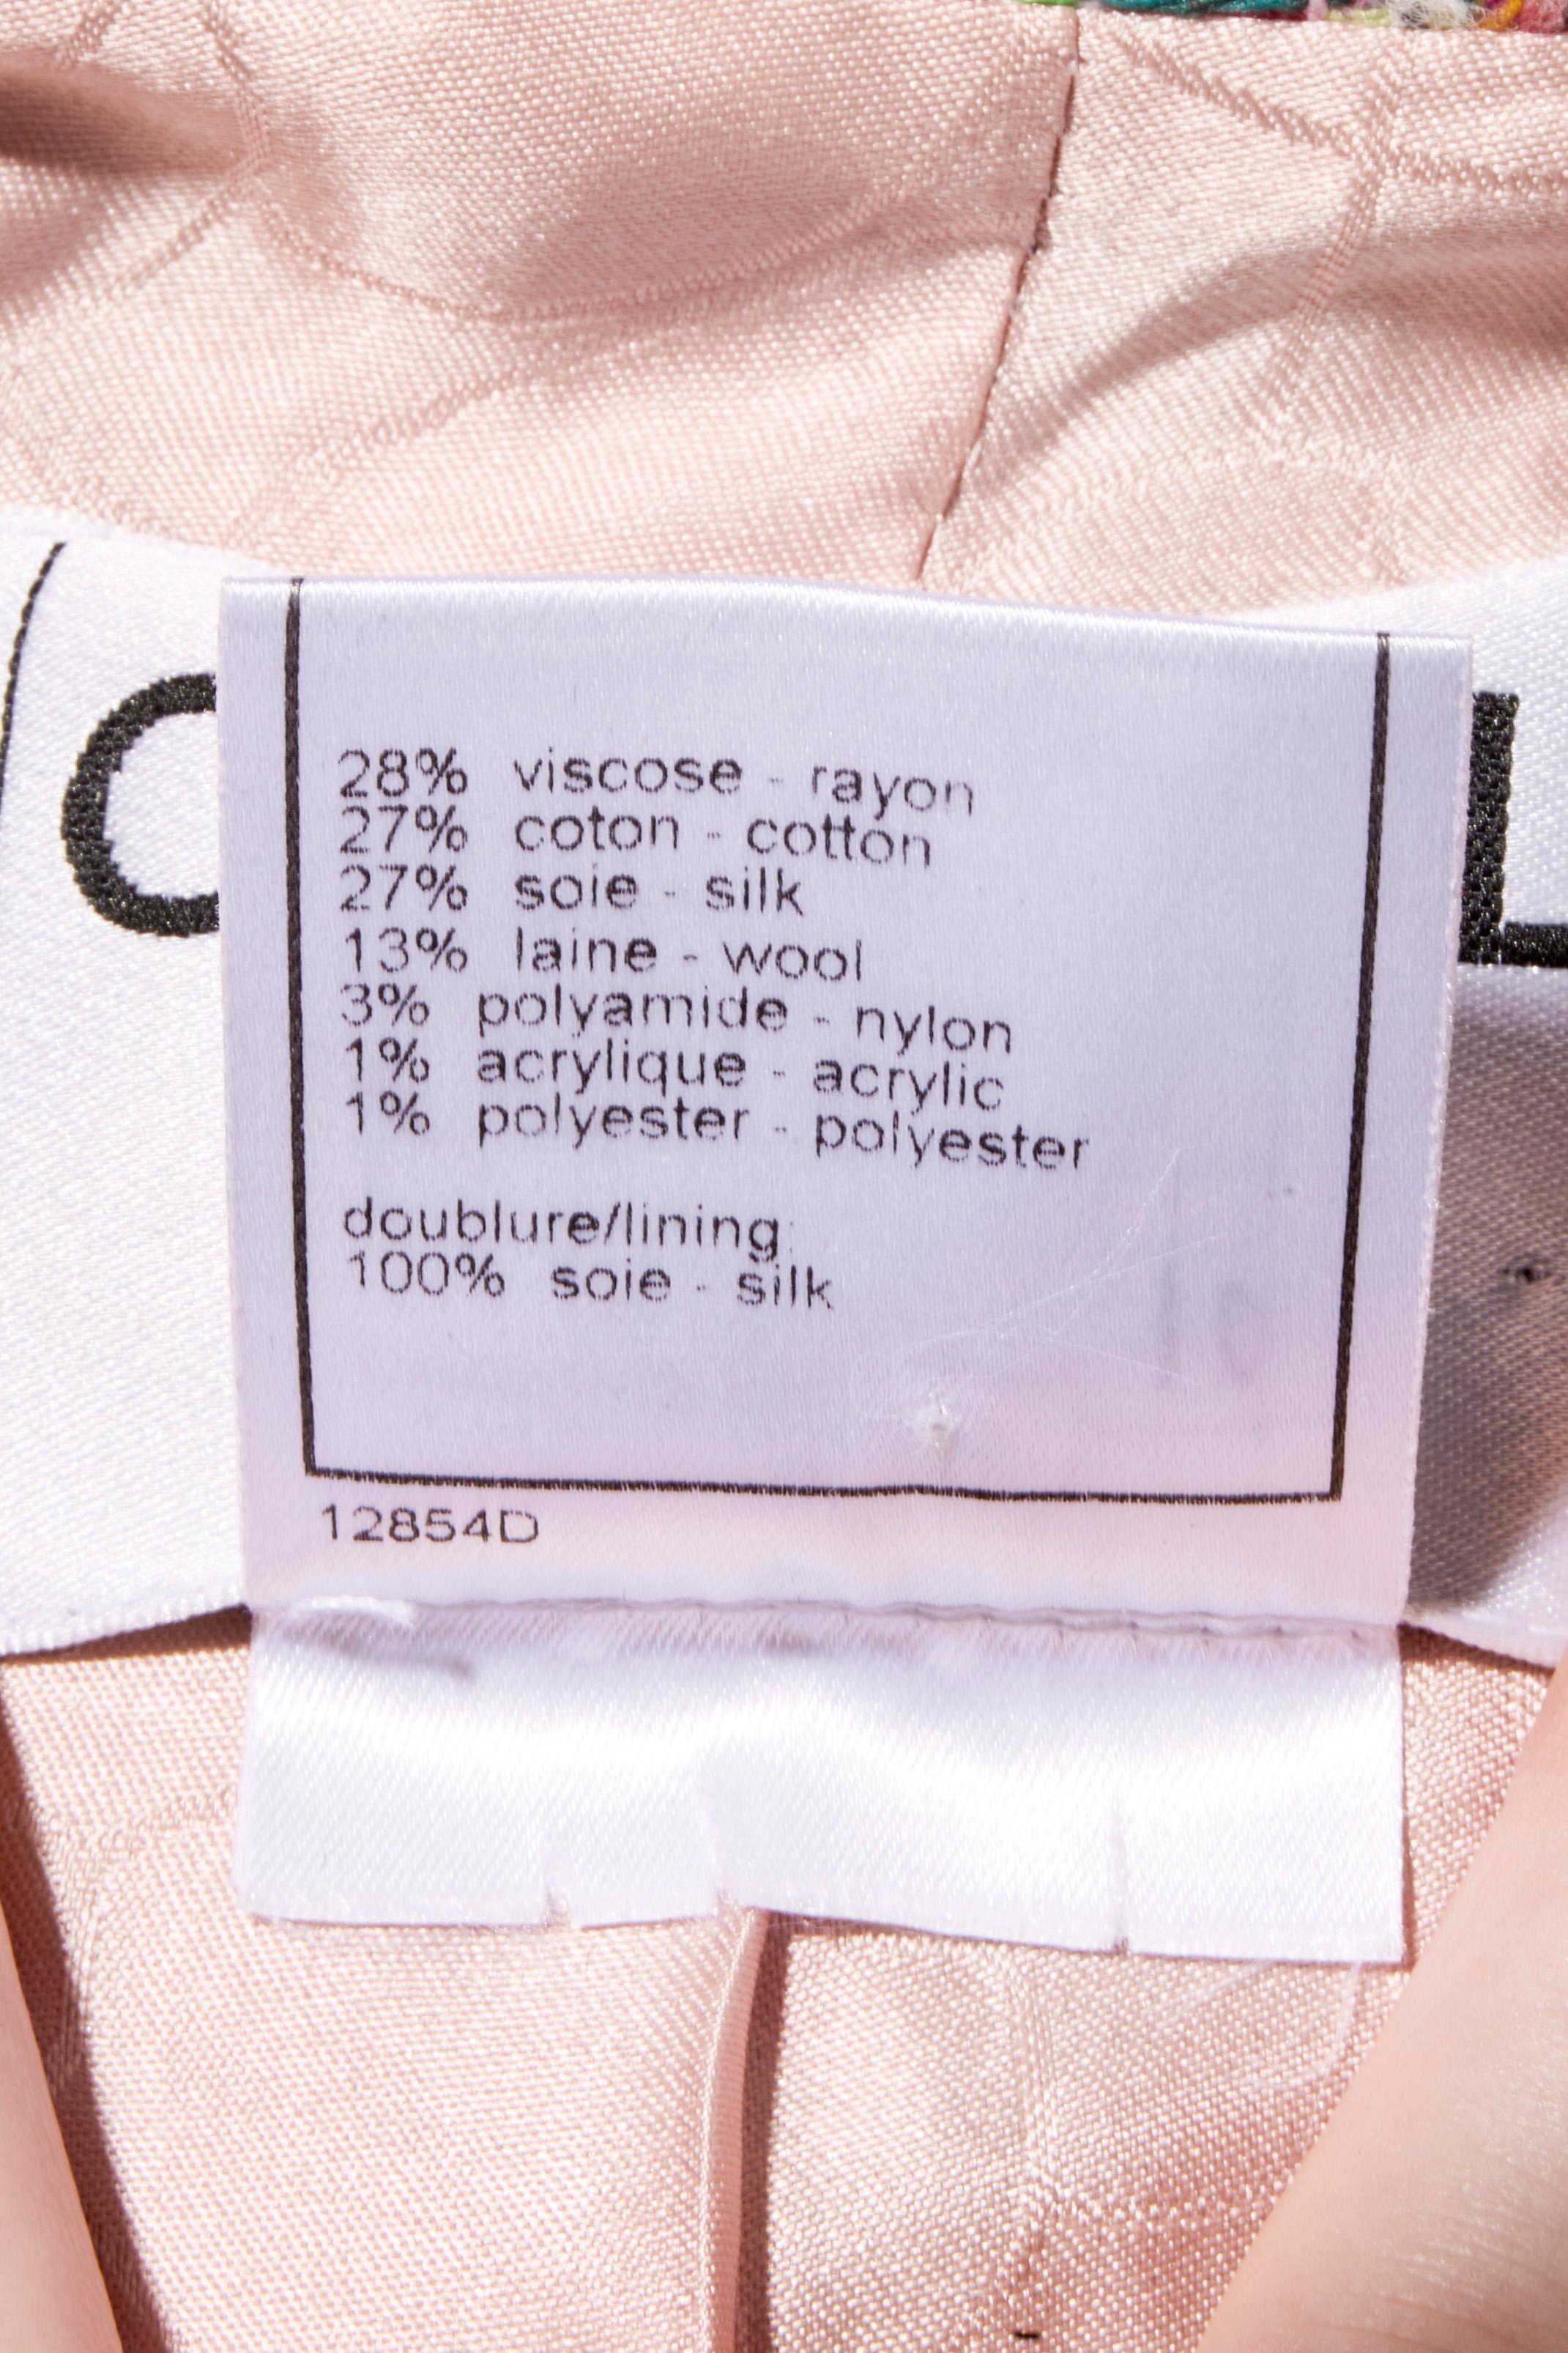 C L
28% viscose - rayon
27% coton - cotton
27% soie - silk
13% laine - wool
3% polyamide - nylon
1% acrylique - acrylic
1% polyester - polyester
doublure/lining:
100% soie - silk
12854D